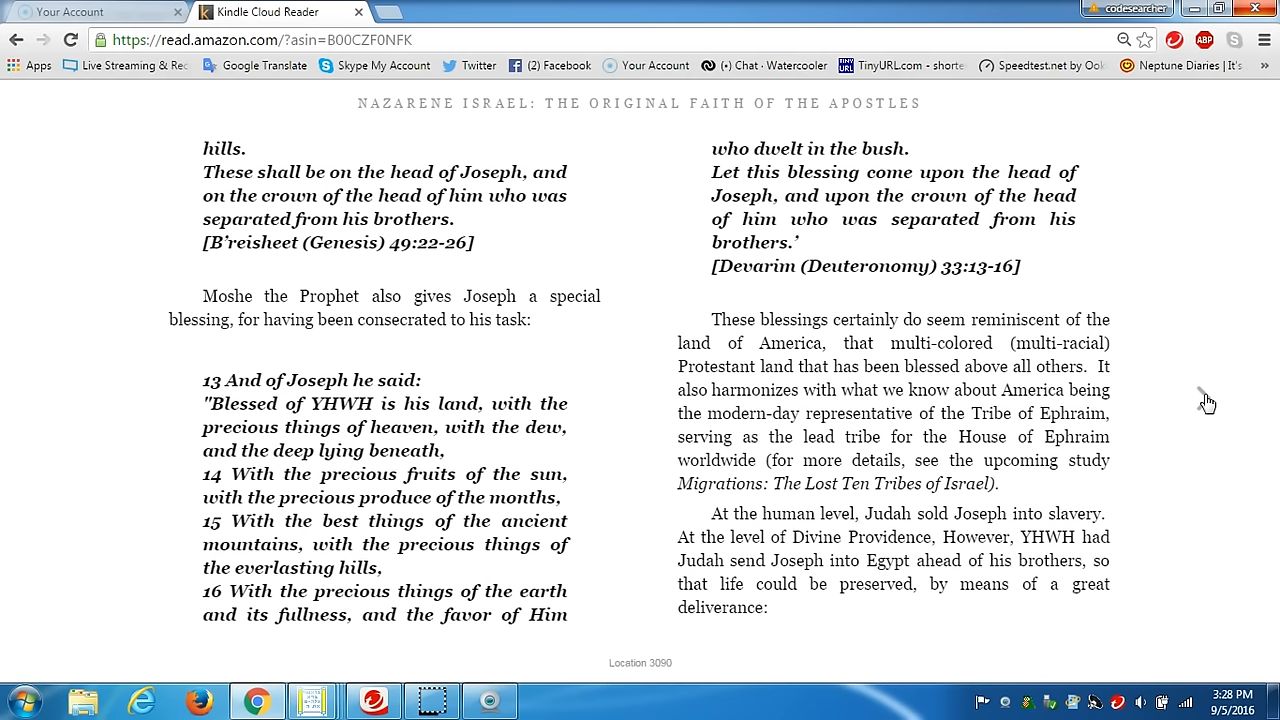 Your Account
Kindle Cloud Reader
codesearcher
https://read.amazon.com/?asin=B00CZF0NFK
ABP
Apps
Live Streaming & Rec
Google Translate
Skype My Account
Twitter
(2) Facebook
Your Account
(•) Chat · Watercooler
TINY URL
TinyURL.com - shorte
Speedtest.net by Ookl
Neptune Diaries | It's
»
NAZARENE ISRAEL: THE ORIGINAL FAITH OF THE APOSTLES
hills.
These shall be on the head of Joseph, and
on the crown of the head of him who was
separated from his brothers.
[B’reisheet (Genesis) 49:22-26]
Moshe the Prophet also gives Joseph a special
blessing, for having been consecrated to his task:
13 And of Joseph he said:
"Blessed of YHWH is his land, with the
precious things of heaven, with the dew,
and the deep lying beneath,
14 With the precious fruits of the sun,
with the precious produce of the months,
15 With the best things of the ancient
mountains, with the precious things of
the everlasting hills,
16 With the precious things of the earth
and its fullness, and the favor of Him
who dwelt in the bush.
Let this blessing come upon the head of
Joseph, and upon the crown of the head
of him who was separated from his
brothers.’
[Devarim (Deuteronomy) 33:13-16]
These blessings certainly do seem reminiscent of the
land of America, that multi-colored (multi-racial)
Protestant land that has been blessed above all others. It
also harmonizes with what we know about America being
the modern-day representative of the Tribe of Ephraim,
serving as the lead tribe for the House of Ephraim
worldwide (for more details, see the upcoming study
Migrations: The Lost Ten Tribes of Israel).
At the human level, Judah sold Joseph into slavery.
At the level of Divine Providence, However, YHWH had
Judah send Joseph into Egypt ahead of his brothers, so
that life could be preserved, by means of a great
deliverance:
Location 3090
3:28 PM
9/5/2016